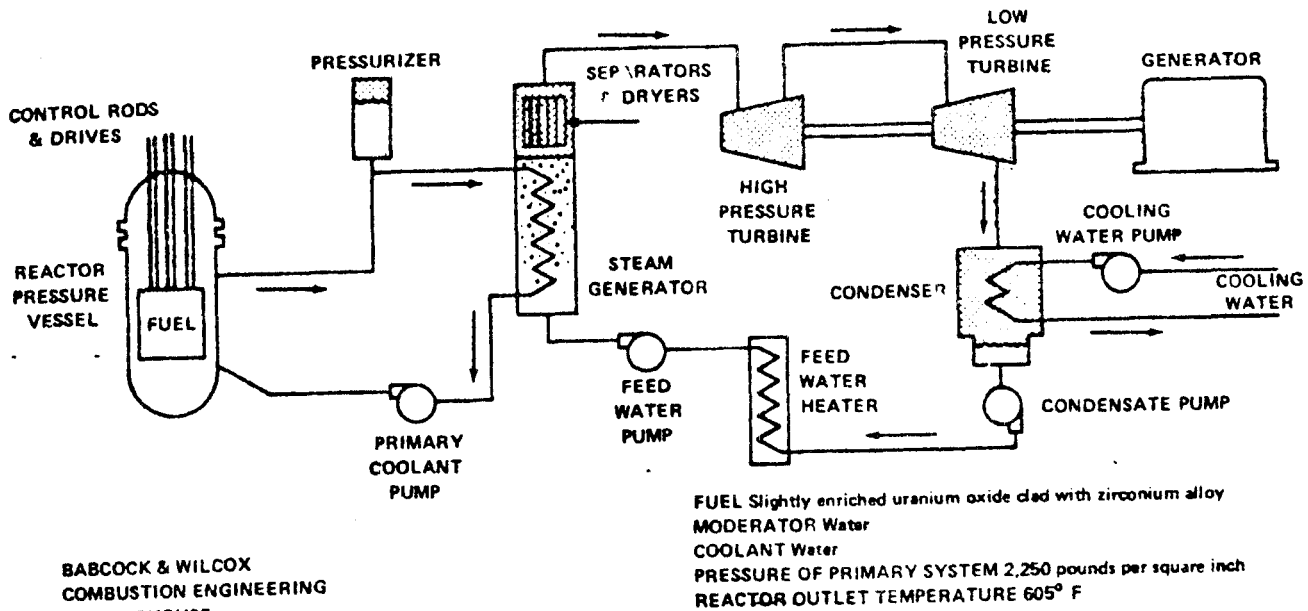 LOW
PRESSURE
TURBINE
PRESSURIZER
GENERATOR
DRYERS
CONTROL RODS
& DRIVES
HIGH
PRESSURE
TURBINE
COOLING
WATER PUMP
REACTOR
PRESSURE
VESSEL
FUEL
STEAM
GENERATOR
CONDENSER
COOLING
WATER
FEED
WATER
HEATER
FEED
WATER
PUMP
CONDENSATE PUMP
PRIMARY
COOLANT
PUMP
FUEL Slightly enriched uranium oxide clad with zirconium alloy
MODERATOR Water
COOLANT Water
PRESSURE OF PRIMARY SYSTEM 2,250 pounds per square inch
REACTOR OUTLET TEMPERATURE 605° F
BABCOCK & WILCOX
COMBUSTION ENGINEERING